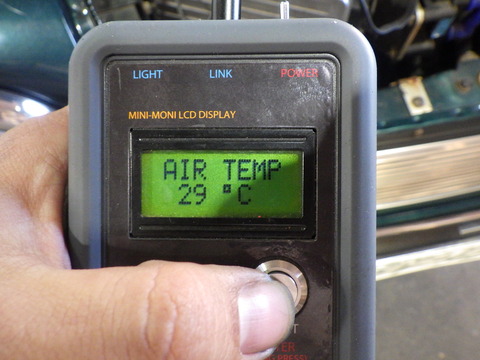 LIGHT LINK POWER
MINI-MONI LCD DISPLAY
AIR TEMP
29 °C